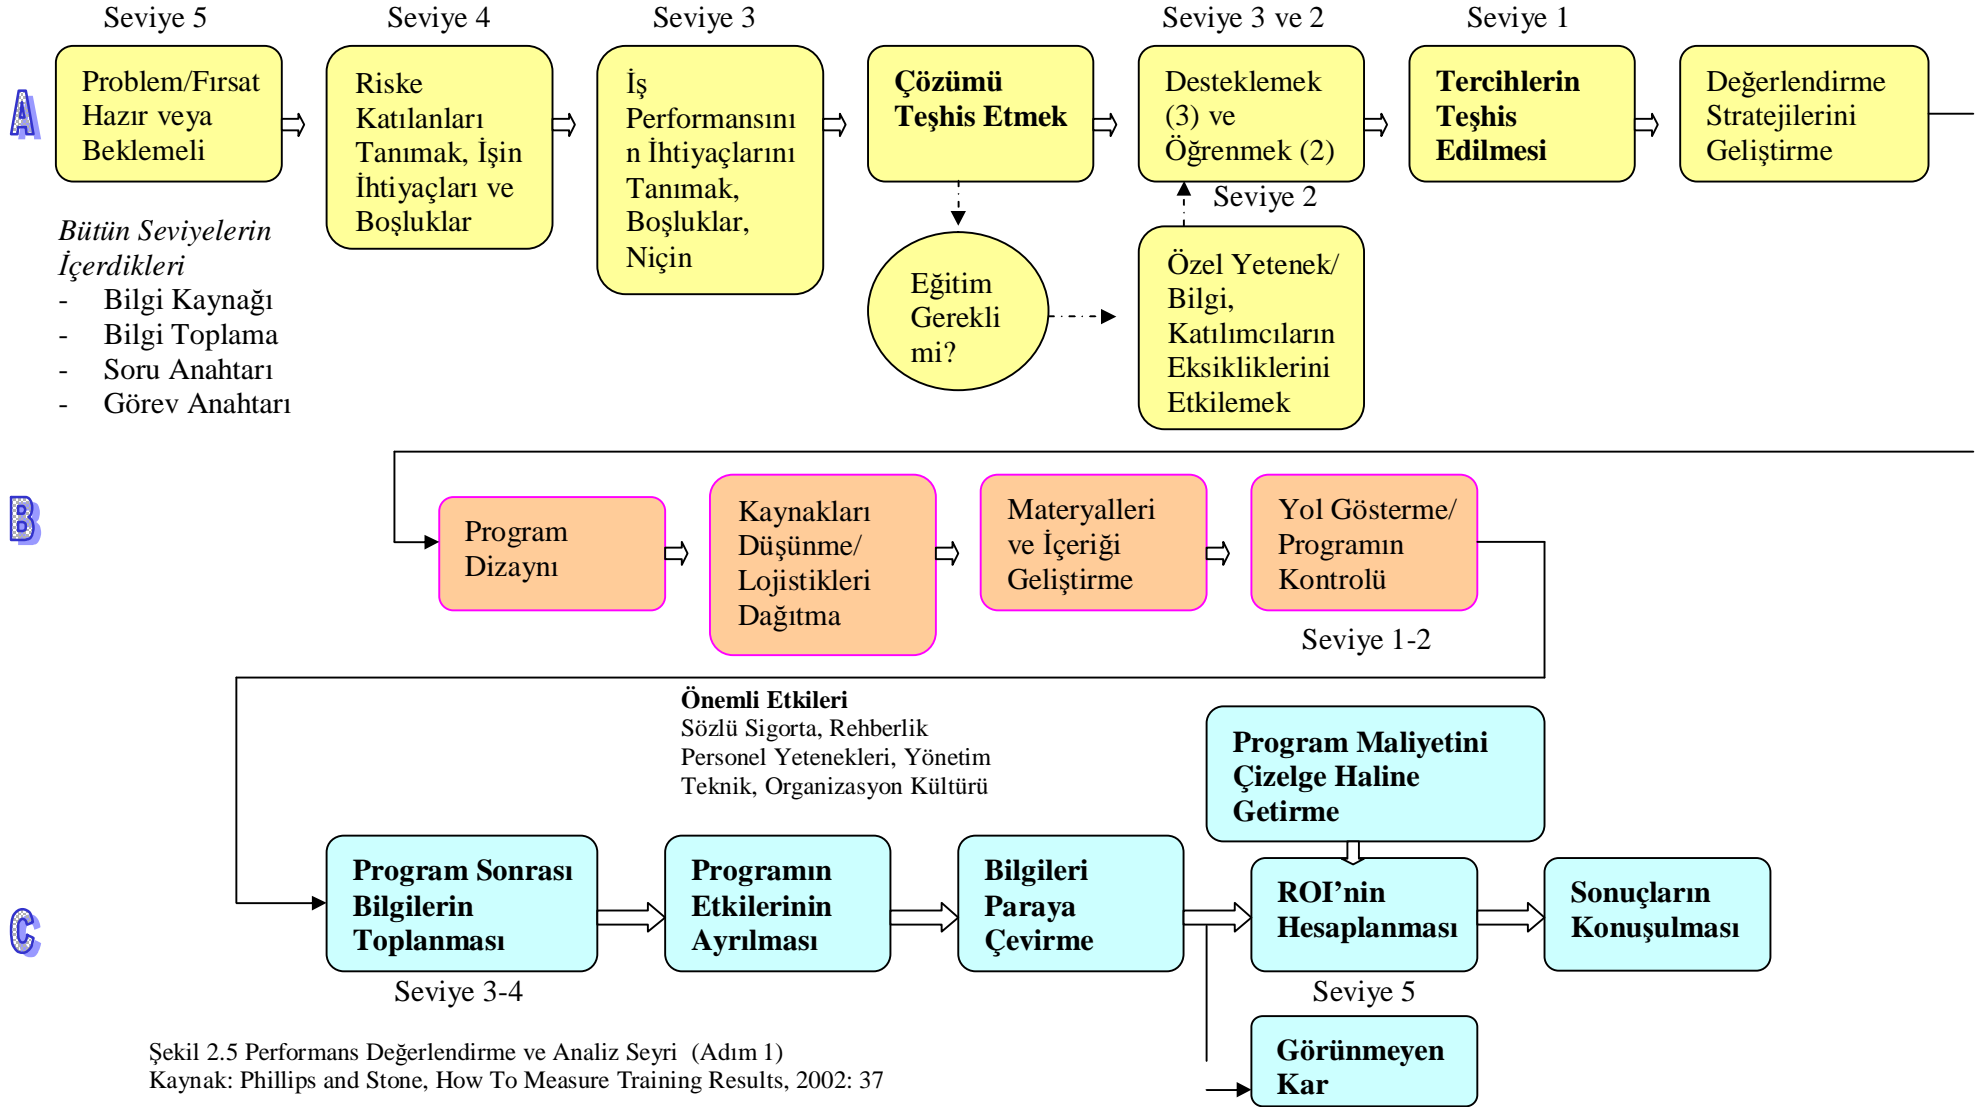 Seviye 5
Seviye 4
Seviye 3
Seviye 3 ve 2
Seviye 1
A
Problem/Fırsat
Hazır veya
Beklemeli
Riske
Katılanları
Tanımak, İşin
İhtiyaçları ve
Boşluklar
İş
Performansını
n İhtiyaçlarını
Tanımak,
Boşluklar,
Niçin
Çözümü
Teşhis Etmek
Desteklemek
(3) ve
Öğrenmek (2)
Tercihlerin
Teşhis
Edilmesi
Değerlendirme
Stratejilerini
Geliştirme
Bütün Seviyelerin
İçerdikleri
- Bilgi Kaynağı
- Bilgi Toplama
- Soru Anahtarı
- Görev Anahtarı
Eğitim
Gerekli
mi?
Seviye 2
Özel Yetenek/
Bilgi,
Katılımcıların
Eksikliklerini
Etkilemek
B
Program
Dizaynı
Kaynakları
Düşünme/
Lojistikleri
Dağıtma
Materyalleri
ve İçeriği
Geliştirme
Yol Gösterme/
Programın
Kontrolü
Seviye 1-2
Önemli Etkileri
Sözlü Sigorta, Rehberlik
Personel Yetenekleri, Yönetim
Teknik, Organizasyon Kültürü
Program Maliyetini
Çizelge Haline
Getirme
C
Program Sonrası
Bilgilerin
Toplanması
Programın
Etkilerinin
Ayrılması
Bilgileri
Paraya
Çevirme
ROI’nin
Hesaplanması
Sonuçların
Konuşulması
Seviye 3-4
Seviye 5
Görünmeyen
Kar
Şekil 2.5 Performans Değerlendirme ve Analiz Seyri (Adım 1)
Kaynak: Phillips and Stone, How To Measure Training Results, 2002: 37